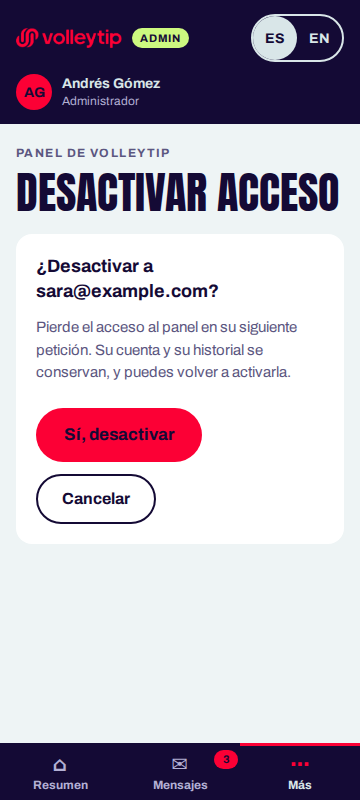 volleytip ADMIN ES EN
AG Andrés Gómez
Administrador
PANEL DE VOLLEYTIP
DESACTIVAR ACCESO
¿Desactivar a
sara@example.com?
Pierde el acceso al panel en su siguiente
petición. Su cuenta y su historial se
conservan, y puedes volver a activarla.
Sí, desactivar
Cancelar
3
Resumen Mensajes Más